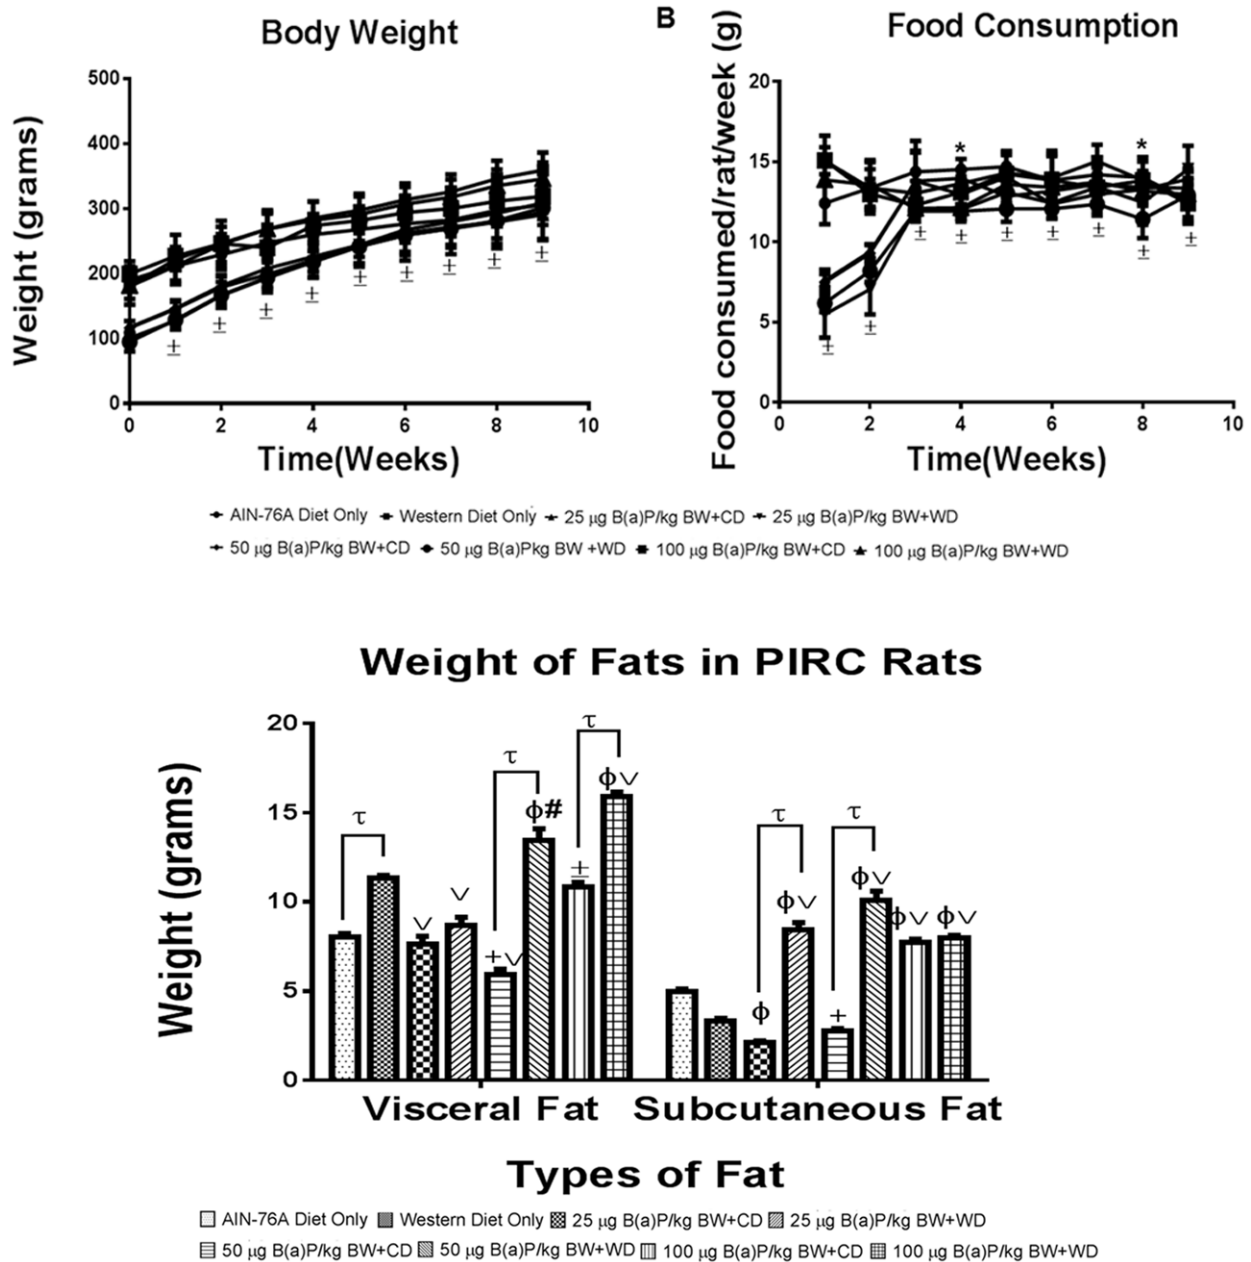 Body Weight
B
Food Consumption
Weight (grams)
500
400
300
200
100
0
± ± ± ± ± ± ± ± ±
0 2 4 6 8 10
Time(Weeks)
Food consumed/rat/week (g)
20
15
10
5
0
* *
± ± ± ± ± ± ± ± ±
0 2 4 6 8 10
Time(Weeks)
AIN-76A Diet Only Western Diet Only 25 µg B(a)P/kg BW+CD 25 µg B(a)P/kg BW+WD
50 µg B(a)P/kg BW+CD 50 µg B(a)Pkg BW +WD 100 µg B(a)P/kg BW+CD 100 µg B(a)P/kg BW+WD
Weight of Fats in PIRC Rats
Weight (grams)
20
15
10
5
0
τ τ τ τ τ
ϕ# ϕ∨
∨ ∨ +∨ ±
ϕ ϕ∨ + ϕ∨ ϕ∨ ϕ∨
Visceral Fat Subcutaneous Fat
Types of Fat
AIN-76A Diet Only Western Diet Only 25 µg B(a)P/kg BW+CD 25 µg B(a)P/kg BW+WD
50 µg B(a)P/kg BW+CD 50 µg B(a)P/kg BW+WD 100 µg B(a)P/kg BW+CD 100 µg B(a)P/kg BW+WD